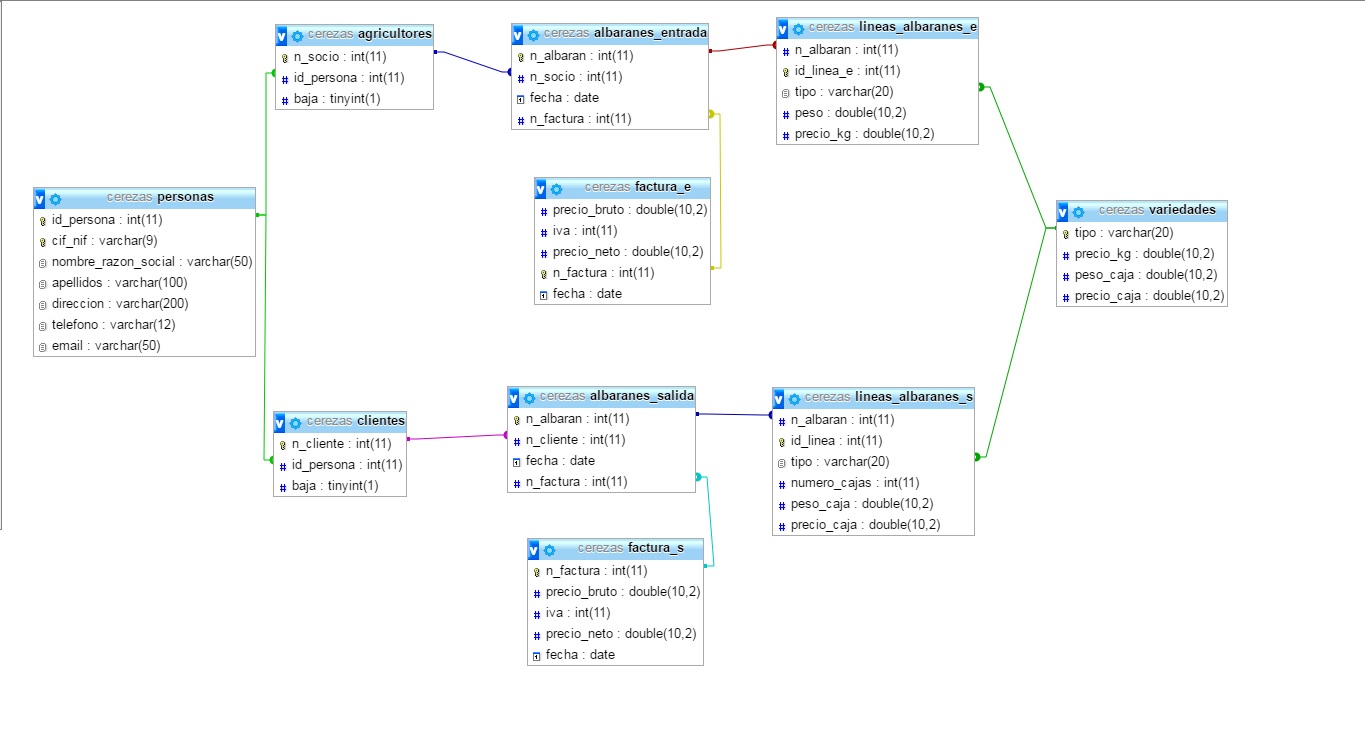 cerezas agricultores
n_socio : int(11)
id_persona : int(11)
baja : tinyint(1)
cerezas albaranes_entrada
n_albaran : int(11)
n_socio : int(11)
fecha : date
n_factura : int(11)
cerezas lineas_albaranes_e
n_albaran : int(11)
id_linea_e : int(11)
tipo : varchar(20)
peso : double(10,2)
precio_kg : double(10,2)
cerezas personas
id_persona : int(11)
cif_nif : varchar(9)
nombre_razon_social : varchar(50)
apellidos : varchar(100)
direccion : varchar(200)
telefono : varchar(12)
email : varchar(50)
cerezas factura_e
precio_bruto : double(10,2)
iva : int(11)
precio_neto : double(10,2)
n_factura : int(11)
fecha : date
cerezas variedades
tipo : varchar(20)
precio_kg : double(10,2)
peso_caja : double(10,2)
precio_caja : double(10,2)
cerezas clientes
n_cliente : int(11)
id_persona : int(11)
baja : tinyint(1)
cerezas albaranes_salida
n_albaran : int(11)
n_cliente : int(11)
fecha : date
n_factura : int(11)
cerezas lineas_albaranes_s
n_albaran : int(11)
id_linea : int(11)
tipo : varchar(20)
numero_cajas : int(11)
peso_caja : double(10,2)
precio_caja : double(10,2)
cerezas factura_s
n_factura : int(11)
precio_bruto : double(10,2)
iva : int(11)
precio_neto : double(10,2)
fecha : date